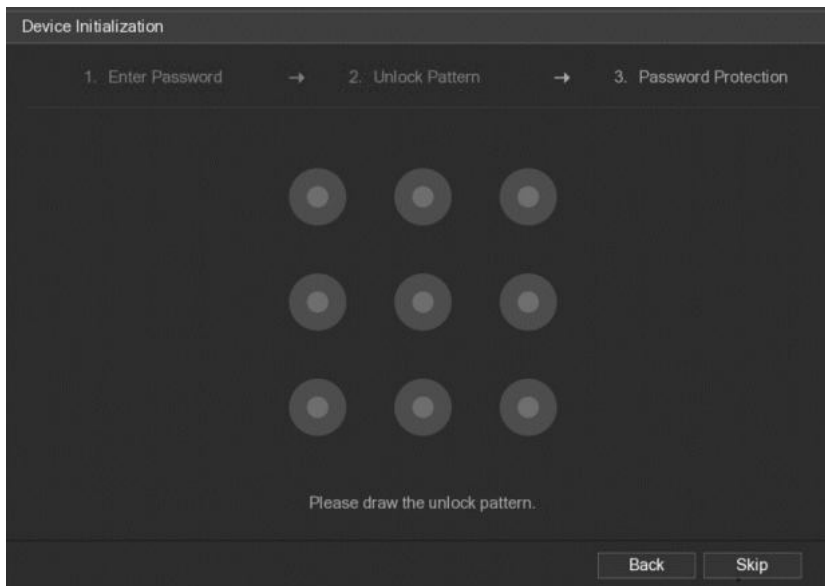 Device Initialization
1. Enter Password → 2. Unlock Pattern → 3. Password Protection
Please draw the unlock pattern.
Back Skip